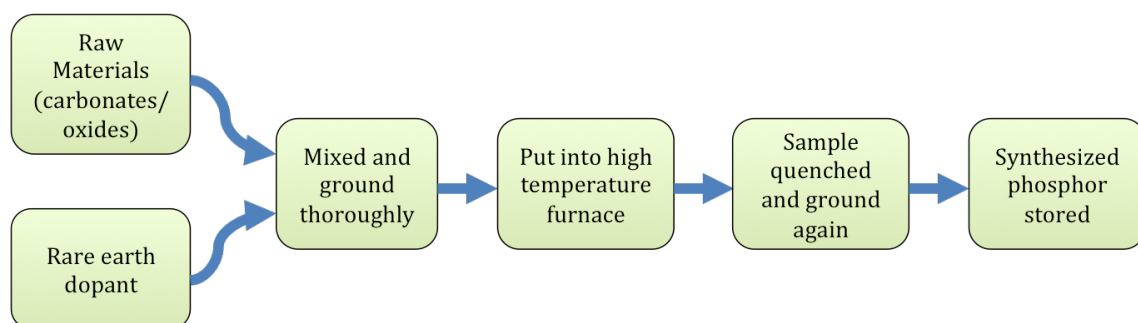 Raw
Materials
(carbonates/
oxides)
Rare earth
dopant
Mixed and
ground
thoroughly
Put into high
temperature
furnace
Sample
quenched
and ground
again
Synthesized
phosphor
stored